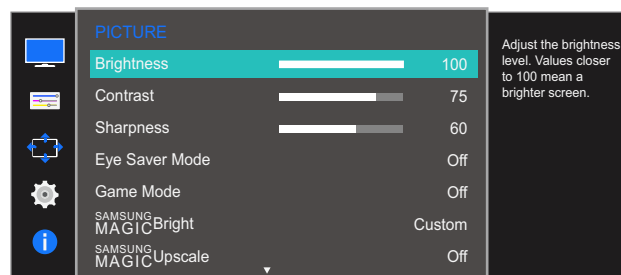 PICTURE
Brightness 100
Contrast 75
Sharpness 60
Eye Saver Mode Off
Game Mode Off
SAMSUNG
MAGIC Bright Custom
SAMSUNG
MAGIC Upscale Off
Adjust the brightness
level. Values closer
to 100 mean a
brighter screen.
i